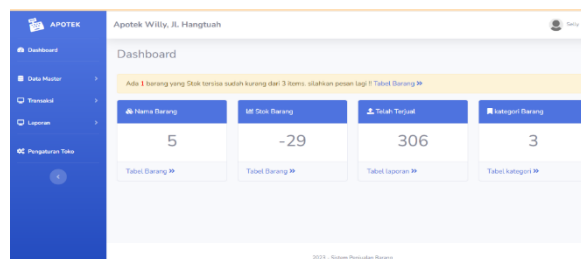 APOTEK
Apotek Willy, Jl. Hangtuah
Dashboard
Dashboard
Data Master
Transaksi
Laporan
Pengaturan Toko
Ada 1 barang yang Stok tersisa sudah kurang dari 3 items. silahkan pesan lagi !! Tabel Barang »
Nama Barang
5
Tabel Barang »
Stok Barang
-29
Tabel Barang »
Telah Terjual
306
Tabel laporan »
kategori Barang
3
Tabel kategori »
2023 - Sistem Penjualan Barang